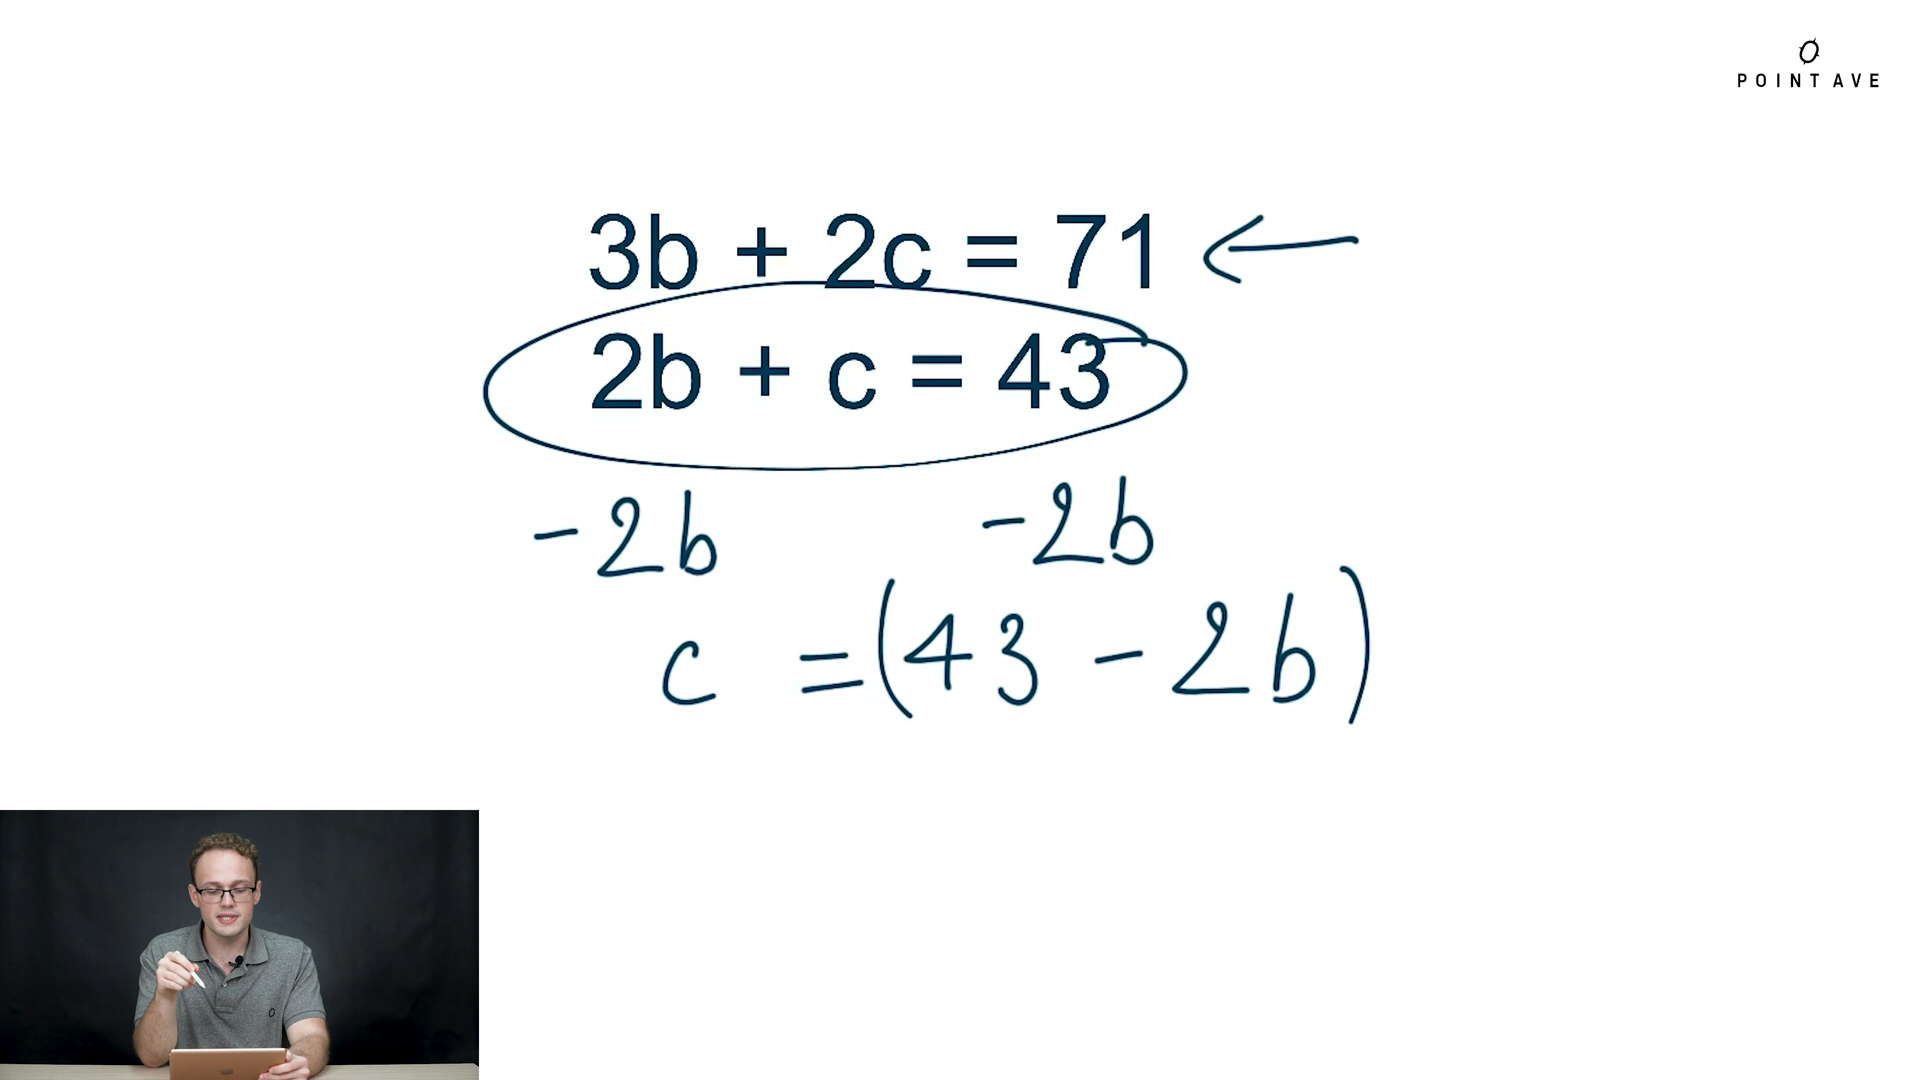 POINT AVE
3b + 2c = 71
2b + c = 43
-2b -2b
c = (43 - 2b)